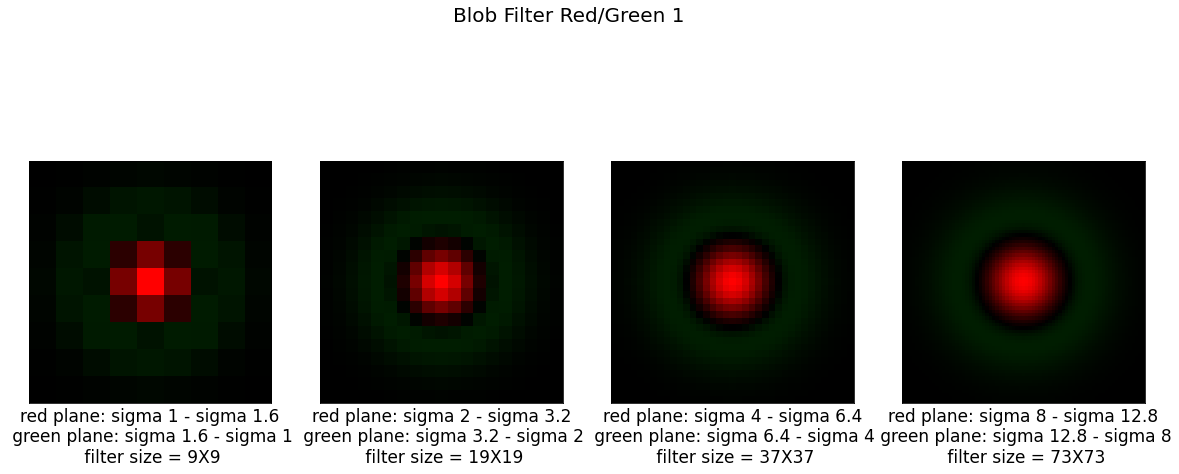 Blob Filter Red/Green 1
red plane: sigma 1 - sigma 1.6
green plane: sigma 1.6 - sigma 1
filter size = 9X9
red plane: sigma 2 - sigma 3.2
green plane: sigma 3.2 - sigma 2
filter size = 19X19
red plane: sigma 4 - sigma 6.4
green plane: sigma 6.4 - sigma 4
filter size = 37X37
red plane: sigma 8 - sigma 12.8
green plane: sigma 12.8 - sigma 8
filter size = 73X73